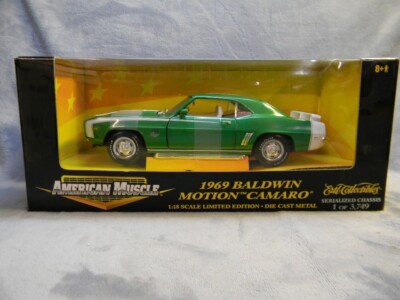 8+
AMERICAN MUSCLE
1969 BALDWIN
MOTION™ CAMARO®
1:18 SCALE LIMITED EDITION • DIE CAST METAL
Ertl Collectibles
SERIALIZED CHASSIS
1 OF 3,749